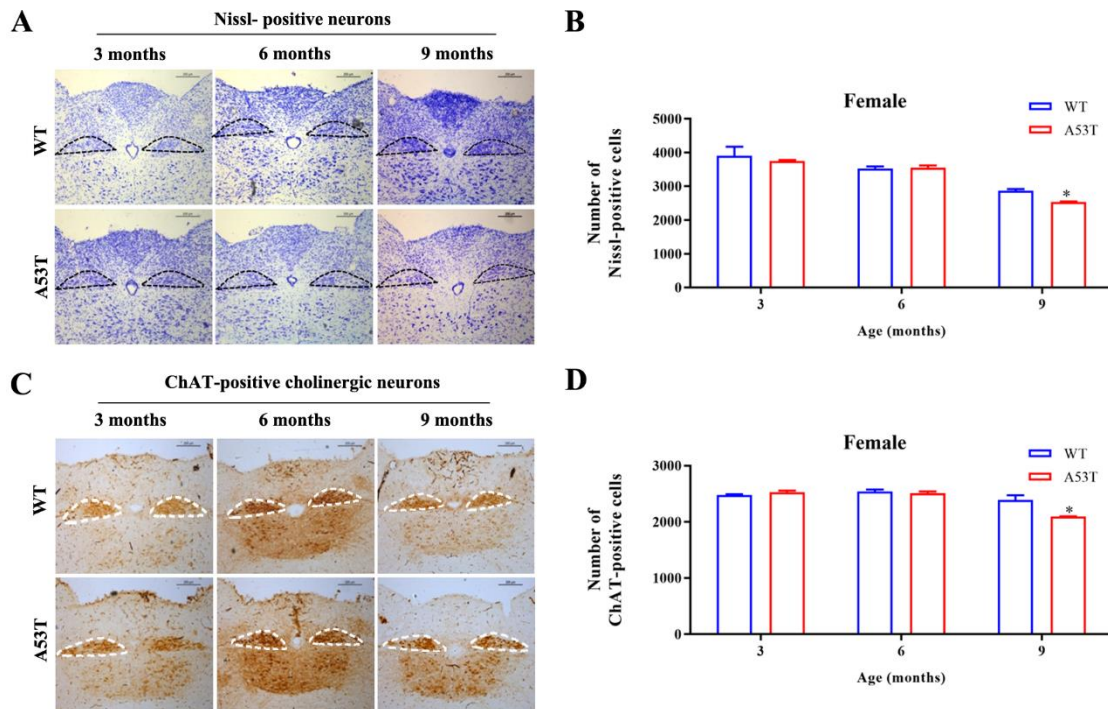 A
Nissl- positive neurons
3 months
6 months
9 months
WT
A53T
B
Female
WT
A53T
Number of
Nissl-positive cells
5000
4000
3000
2000
1000
0
*
3
6
9
Age (months)
C
ChAT-positive cholinergic neurons
3 months
6 months
9 months
WT
A53T
D
Female
WT
A53T
Number of
ChAT-positive cells
3000
2000
1000
0
*
3
6
9
Age (months)